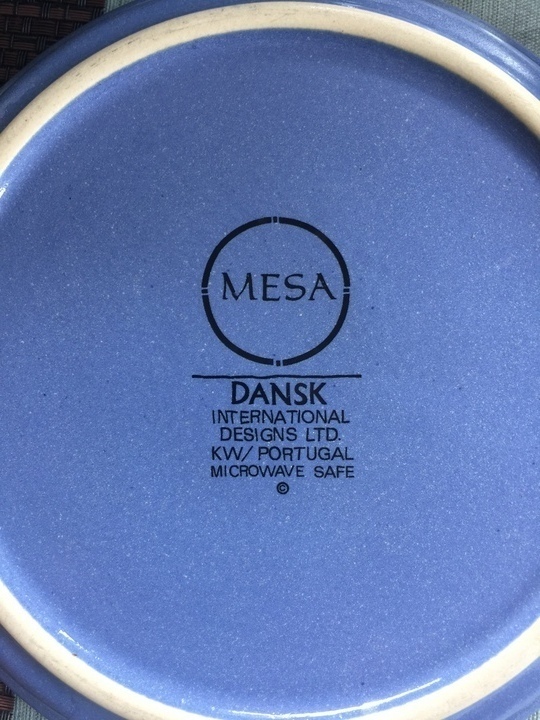 MESA
DANSK
INTERNATIONAL
DESIGNS LTD.
KW/PORTUGAL
MICROWAVE SAFE
©